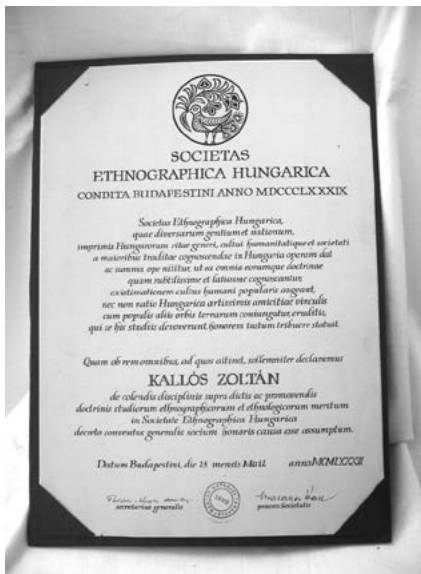 SOCIETAS
ETHNOGRAPHICA HUNGARICA
CONDITA BUDAPESTINI ANNO MDCCCLXXXIX
Societas Ethnographica Hungarica,
quae diversarum gentium et nationum,
imprimis Hungarorum vitae generi, cultui humanitatique et societati
a maioribus traditae cognoscendae in Hungaria operam dat
ac summa ope nititur, ut ea omnia eorumque doctrinae
quam nobilissime et latissime cognoscantur,
existimationem cultus humani popularis augeant,
nec non ratio Hungarica artissimis amicitiae vinculis
cum populis aliis orbis terrarum coniungatur, eruditis,
qui se his studiis devoverunt, honorem iustum tribuere statuit.
Quam ob rem omnibus, ad quos attinet, sollemniter declaramus
KALLÓS ZOLTÁN
de colendis disciplinis supra dictis ac promovendis
doctrinis studiorum ethnographicorum et ethnologicorum meritum
in Societate Ethnographica Hungarica
decreto conventus generalis socium honoris causa esse assumptum.
Datum Budapestini, die 15 mensis Maii anno
secretarius generalis praeses Societatis